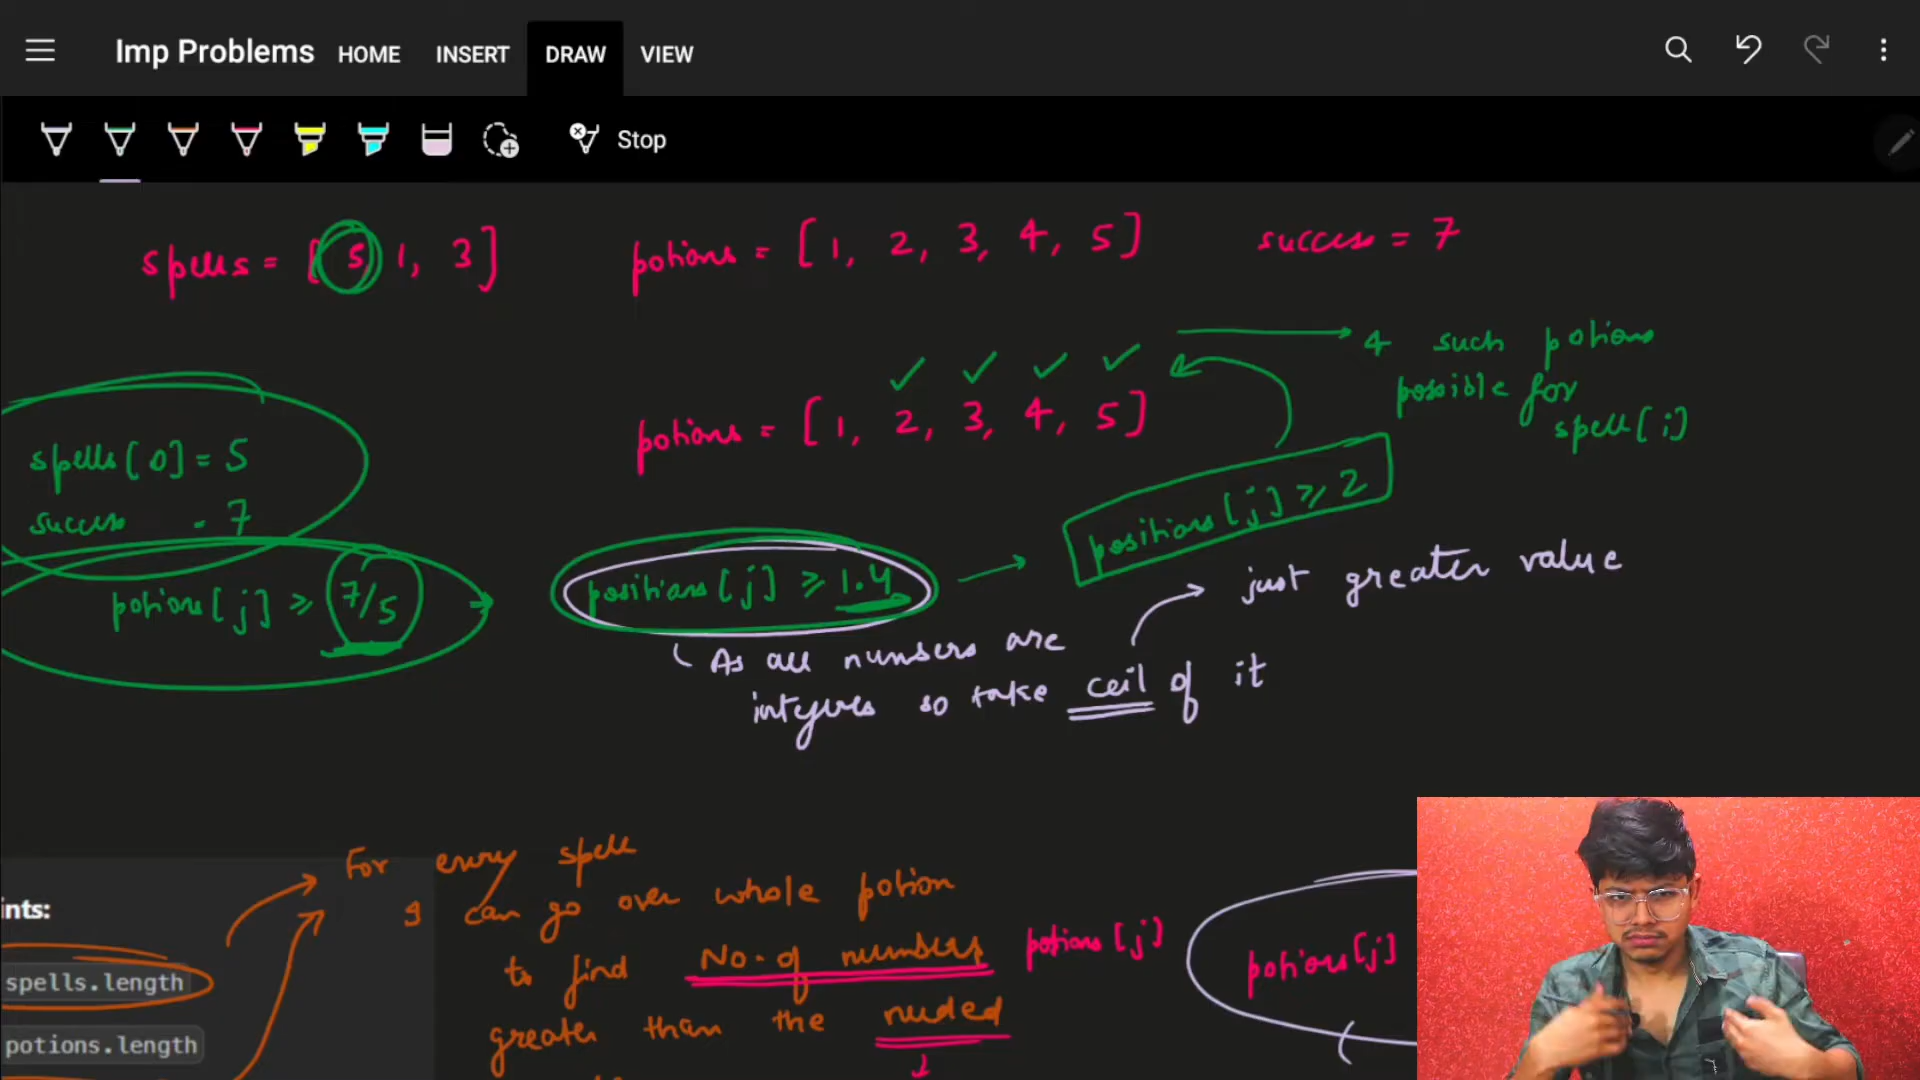 Imp Problems HOME INSERT DRAW VIEW
Stop
spells = [ 5, 1, 3 ] potions = [ 1, 2, 3, 4, 5 ] success = 7
4 such potions
possible for
spell[i]
potions = [ 1, 2, 3, 4, 5 ]
spells[0] = 5
success = 7
potions[j] ≥ 7/5
positions[j] ≥ 1.4
positions[j] ≥ 2
just greater value
As all numbers are
integers so take ceil of it
For every spell
I can go over whole potion
to find No. of numbers
greater than the needed
potions[j]
potions[j]
ints:
spells.length
potions.length